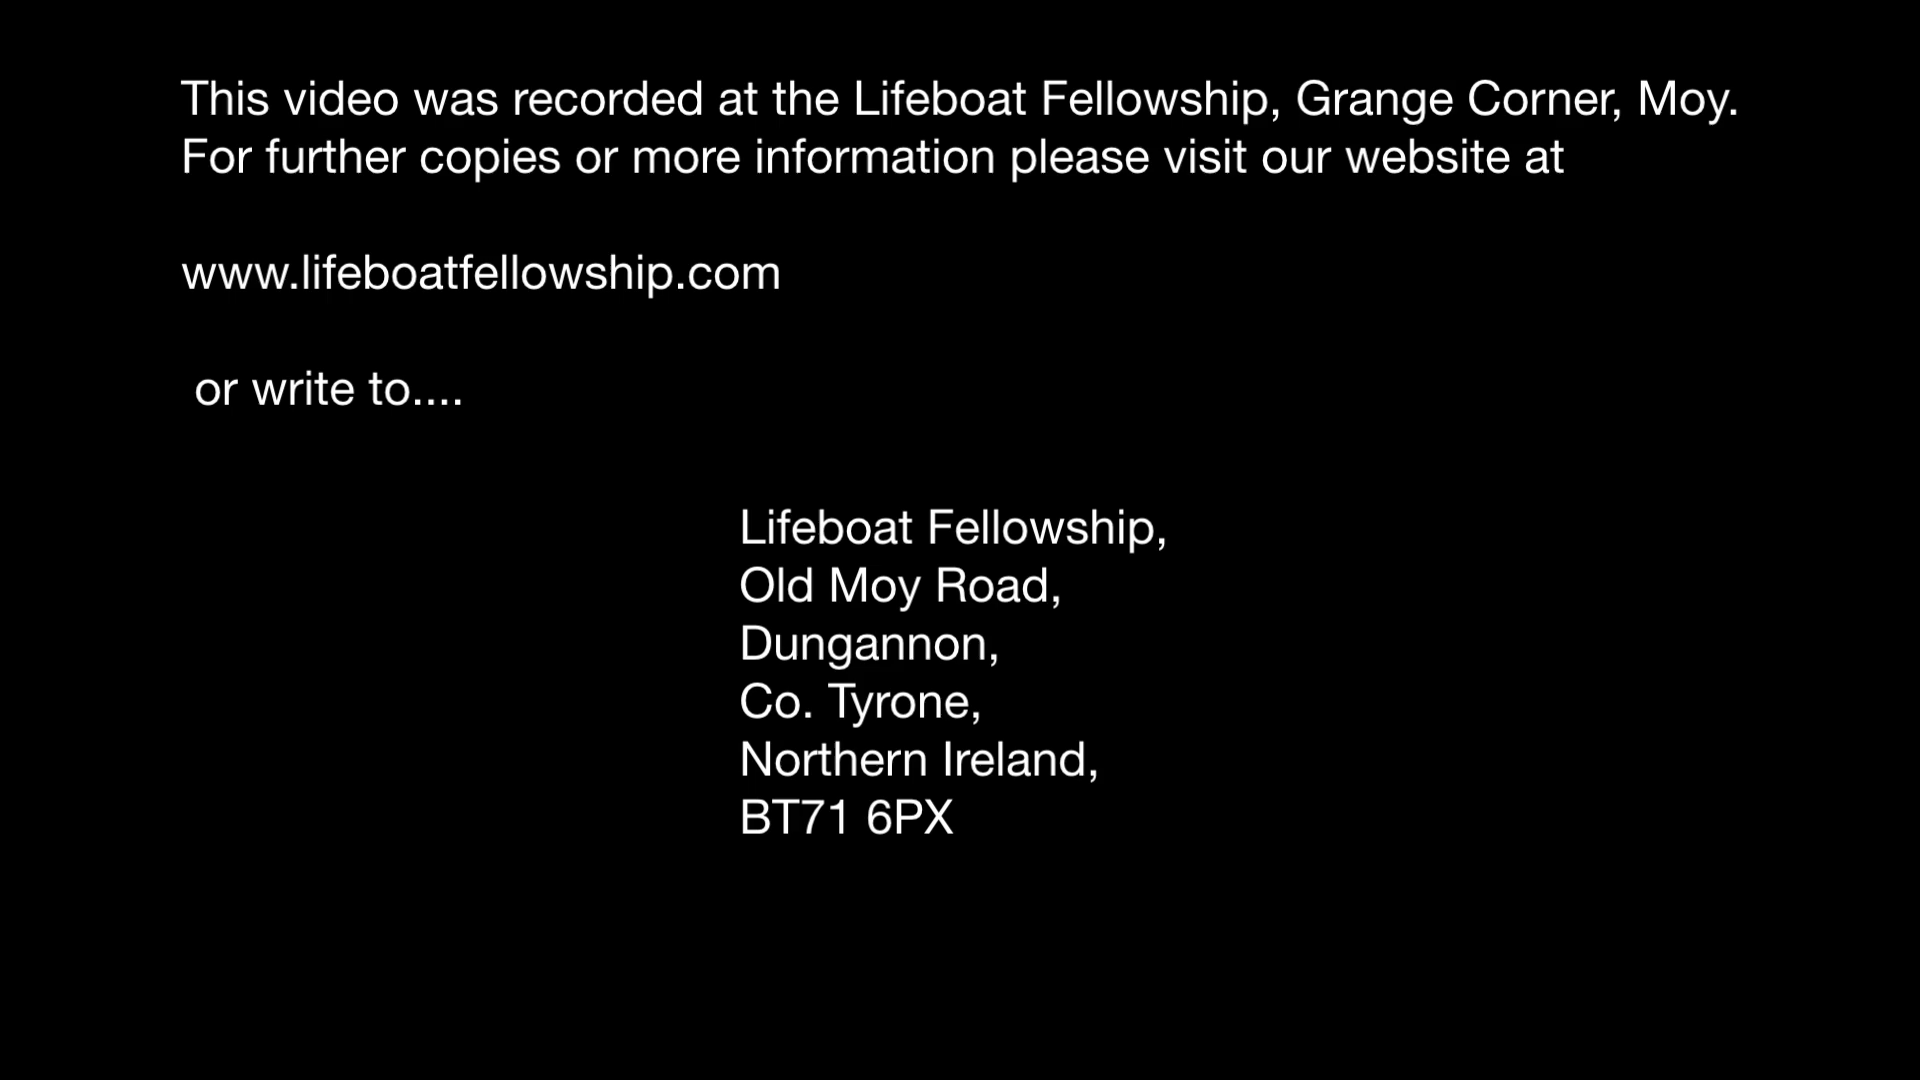 This video was recorded at the Lifeboat Fellowship, Grange Corner, Moy.
For further copies or more information please visit our website at
www.lifeboatfellowship.com
or write to....
Lifeboat Fellowship,
Old Moy Road,
Dungannon,
Co. Tyrone,
Northern Ireland,
BT71 6PX